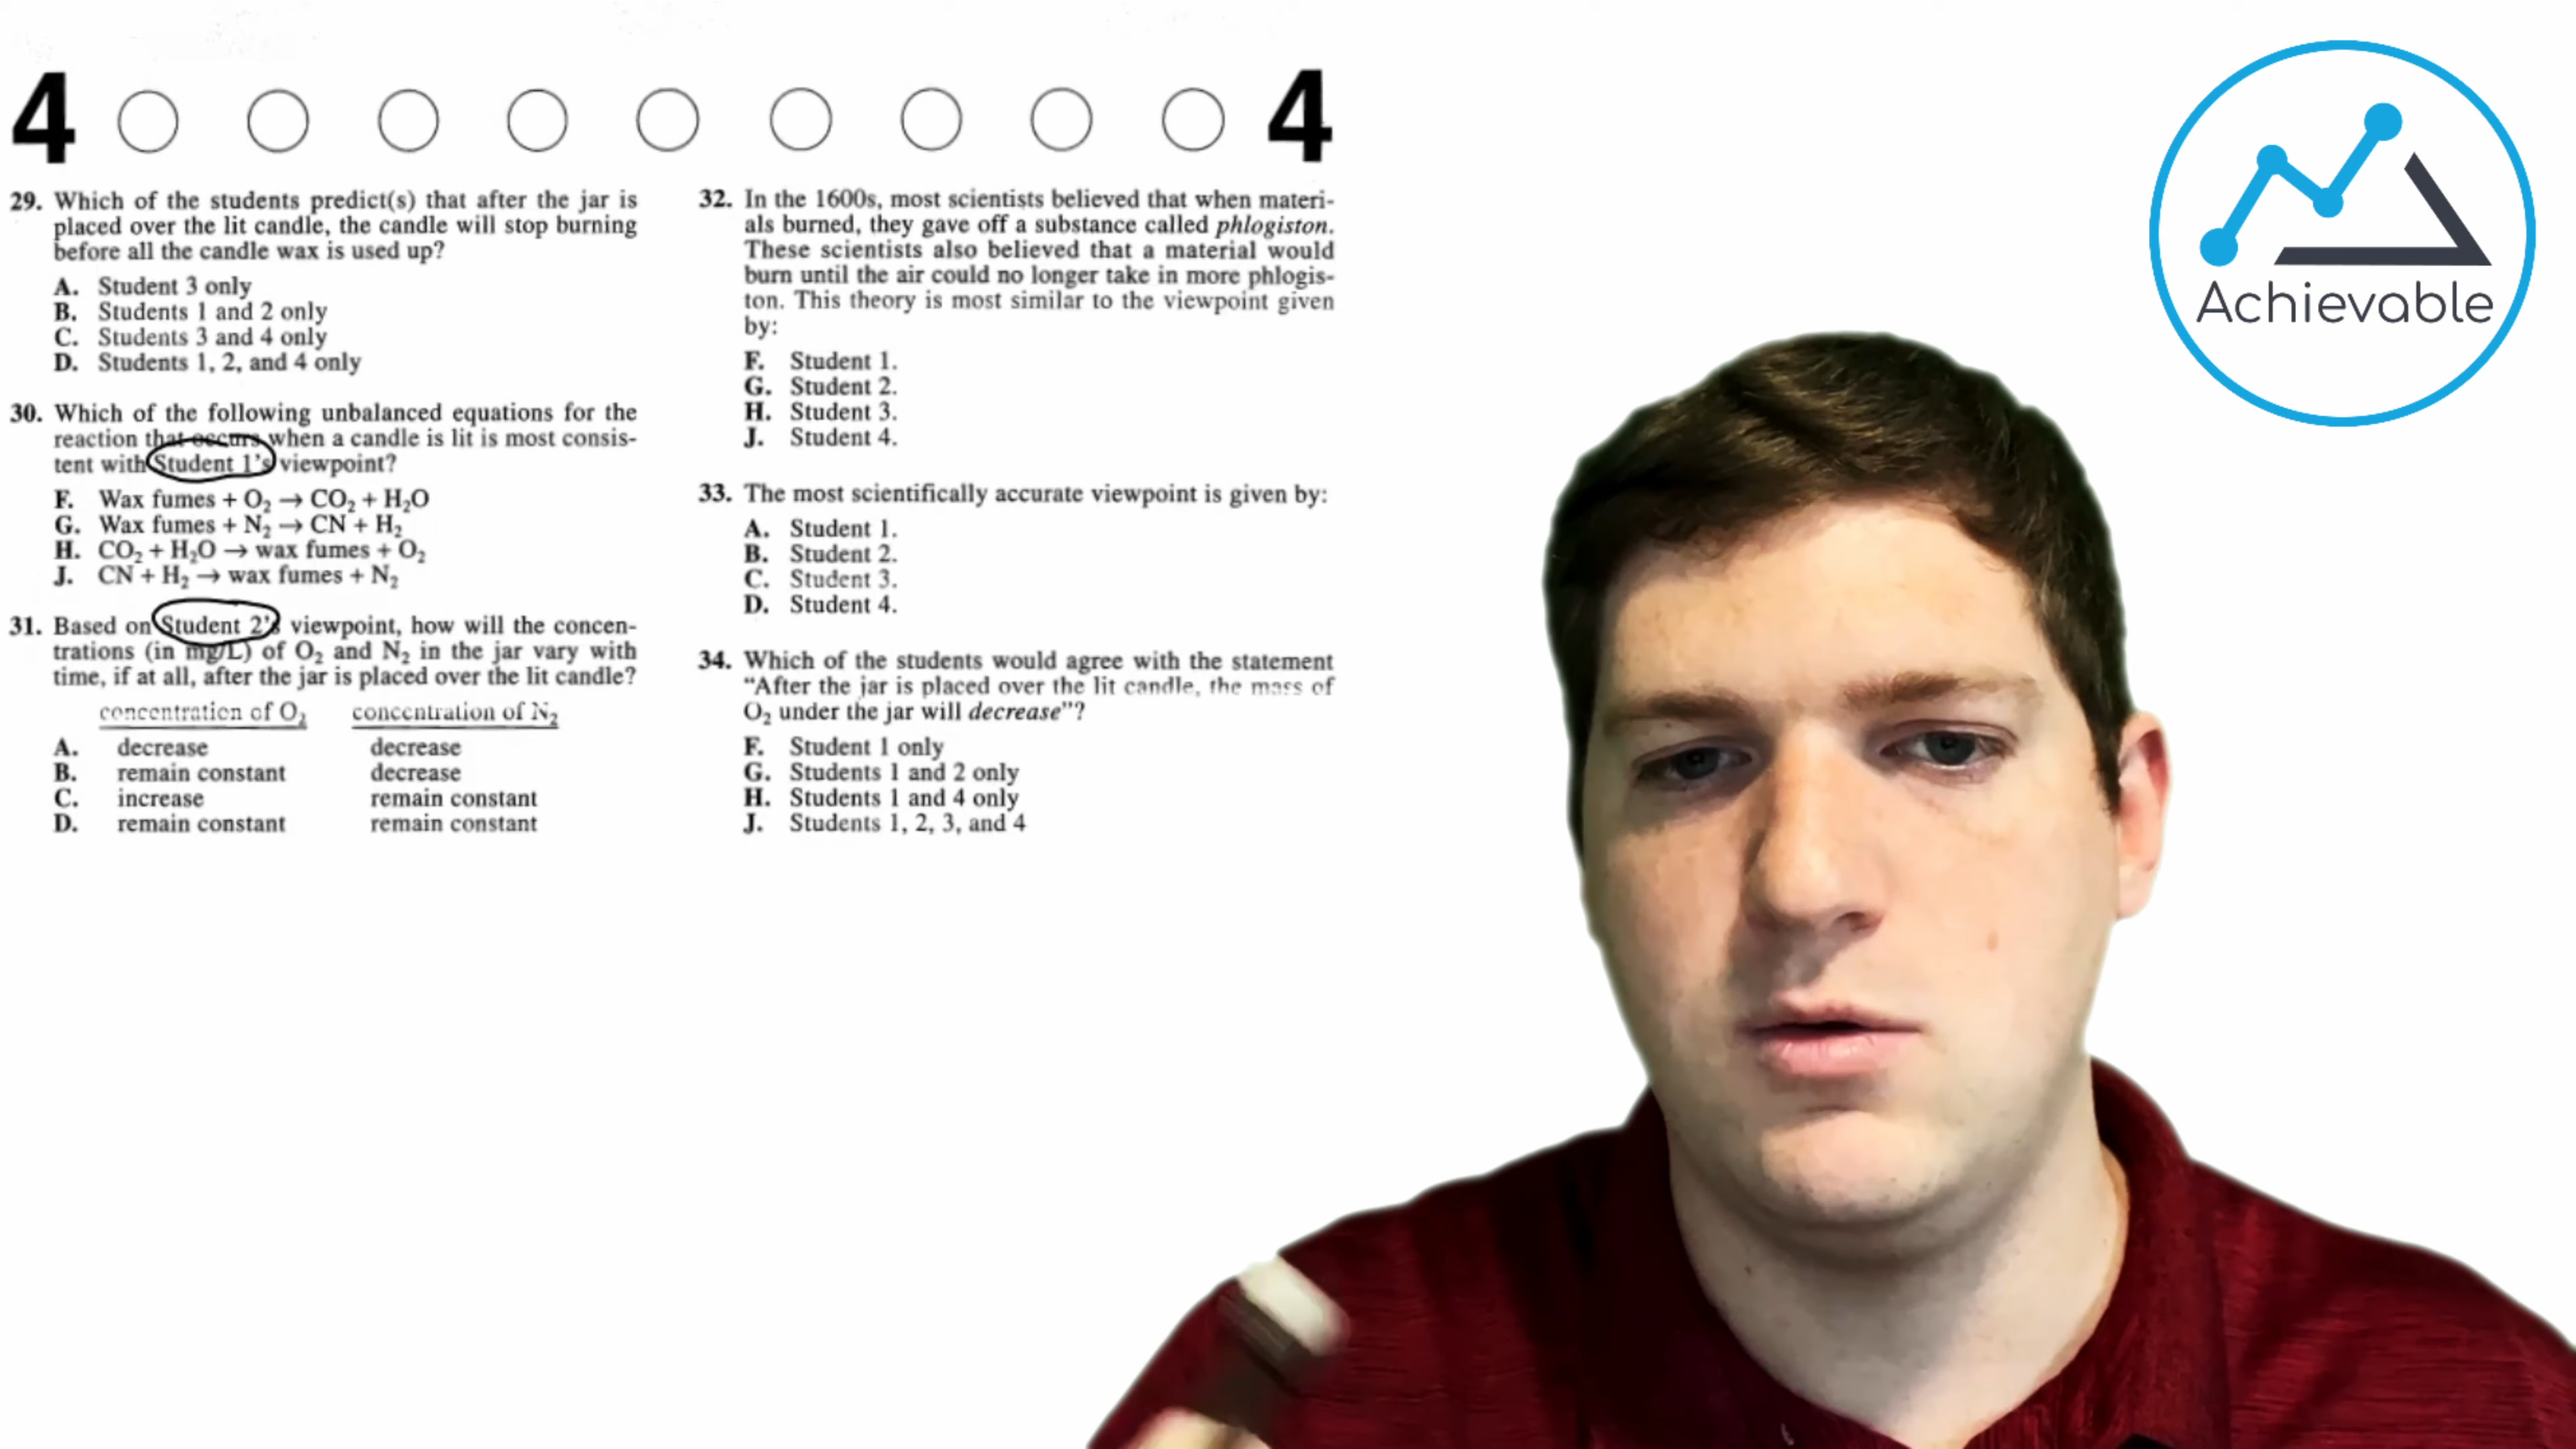 4 4
29. Which of the students predict(s) that after the jar is
placed over the lit candle, the candle will stop burning
before all the candle wax is used up?
A. Student 3 only
B. Students 1 and 2 only
C. Students 3 and 4 only
D. Students 1, 2, and 4 only
30. Which of the following unbalanced equations for the
reaction that occurs when a candle is lit is most consis-
tent with Student 1's viewpoint?
F. Wax fumes + O₂ → CO₂ + H₂O
G. Wax fumes + N₂ → CN + H₂
H. CO₂ + H₂O → wax fumes + O₂
J. CN + H₂ → wax fumes + N₂
31. Based on Student 2's viewpoint, how will the concen-
trations (in mg/L) of O₂ and N₂ in the jar vary with
time, if at all, after the jar is placed over the lit candle?
concentration of O₂ concentration of N₂
A. decrease decrease
B. remain constant decrease
C. increase remain constant
D. remain constant remain constant
32. In the 1600s, most scientists believed that when materi-
als burned, they gave off a substance called phlogiston.
These scientists also believed that a material would
burn until the air could no longer take in more phlogis-
ton. This theory is most similar to the viewpoint given
by:
F. Student 1.
G. Student 2.
H. Student 3.
J. Student 4.
33. The most scientifically accurate viewpoint is given by:
A. Student 1.
B. Student 2.
C. Student 3.
D. Student 4.
34. Which of the students would agree with the statement
"After the jar is placed over the lit candle, the mass of
O₂ under the jar will decrease"?
F. Student 1 only
G. Students 1 and 2 only
H. Students 1 and 4 only
J. Students 1, 2, 3, and 4
Achievable